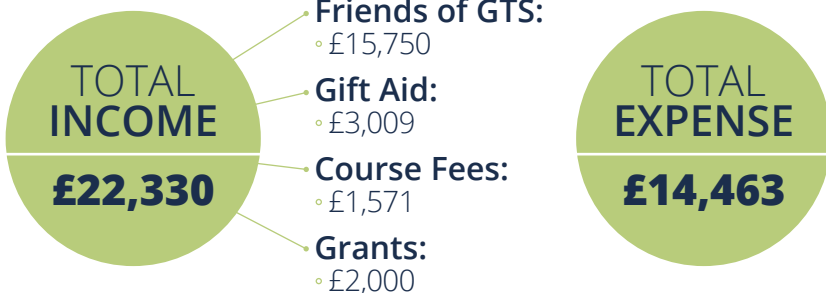 TOTAL
INCOME
£22,330
Friends of GTS:
£15,750
Gift Aid:
£3,009
Course Fees:
£1,571
Grants:
£2,000
TOTAL
EXPENSE
£14,463